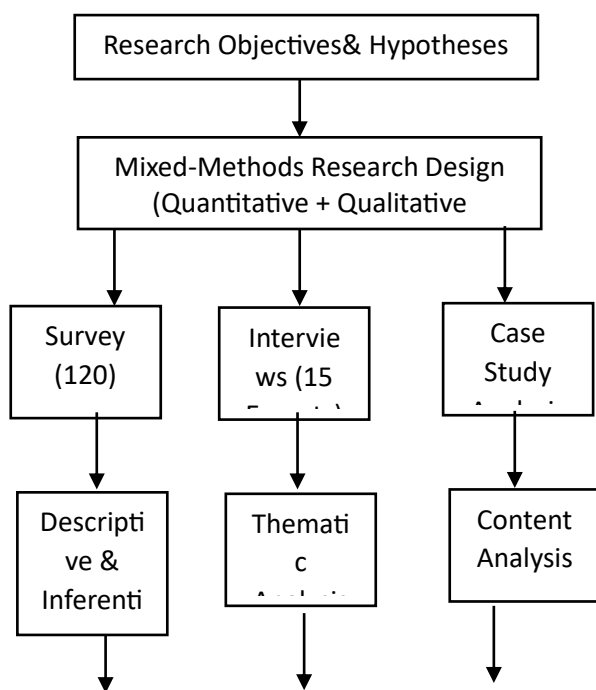 Research Objectives& Hypotheses
Mixed-Methods Research Design
(Quantitative + Qualitative
Survey
(120)
Intervie
ws (15
Case
Study
Descripti
ve &
Inferenti
Themati
c
Content
Analysis